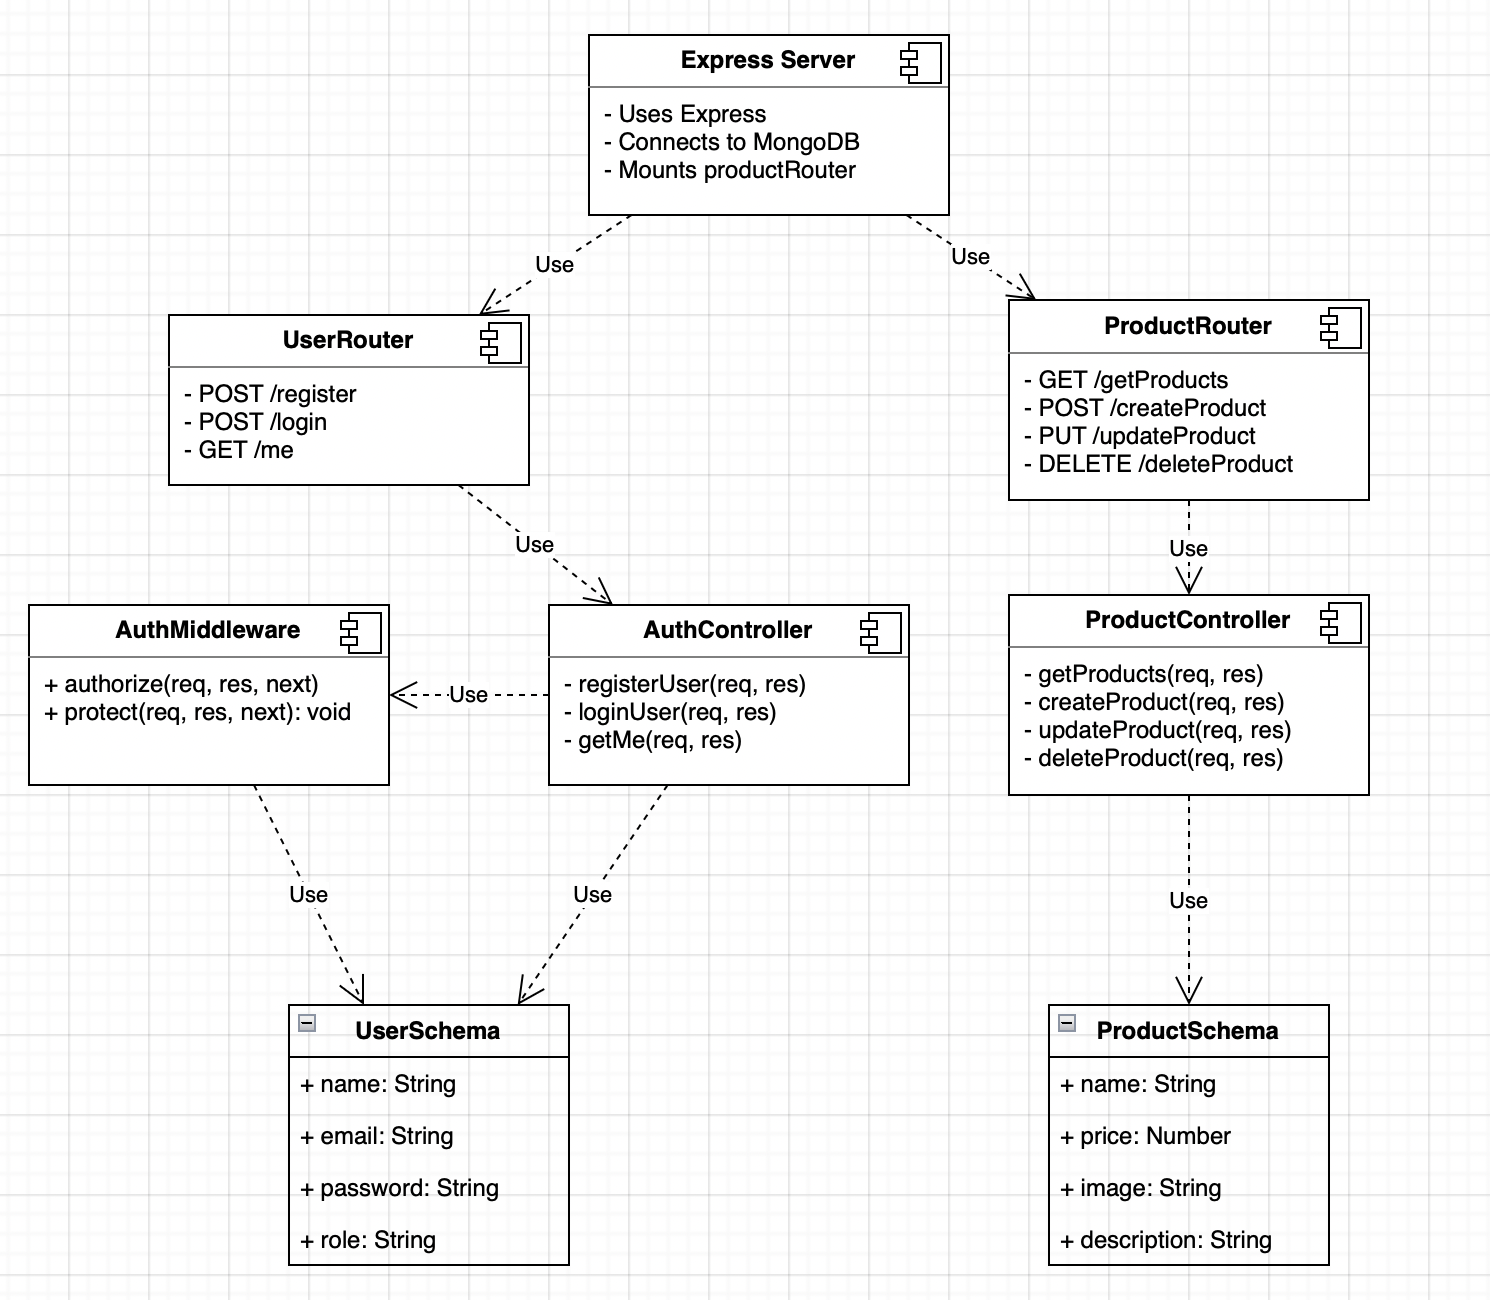 Express Server
- Uses Express
- Connects to MongoDB
- Mounts productRouter
Use
Use
UserRouter
- POST /register
- POST /login
- GET /me
ProductRouter
- GET /getProducts
- POST /createProduct
- PUT /updateProduct
- DELETE /deleteProduct
Use
Use
AuthMiddleware
+ authorize(req, res, next)
+ protect(req, res, next): void
Use
AuthController
- registerUser(req, res)
- loginUser(req, res)
- getMe(req, res)
ProductController
- getProducts(req, res)
- createProduct(req, res)
- updateProduct(req, res)
- deleteProduct(req, res)
Use
Use
Use
UserSchema
+ name: String
+ email: String
+ password: String
+ role: String
ProductSchema
+ name: String
+ price: Number
+ image: String
+ description: String